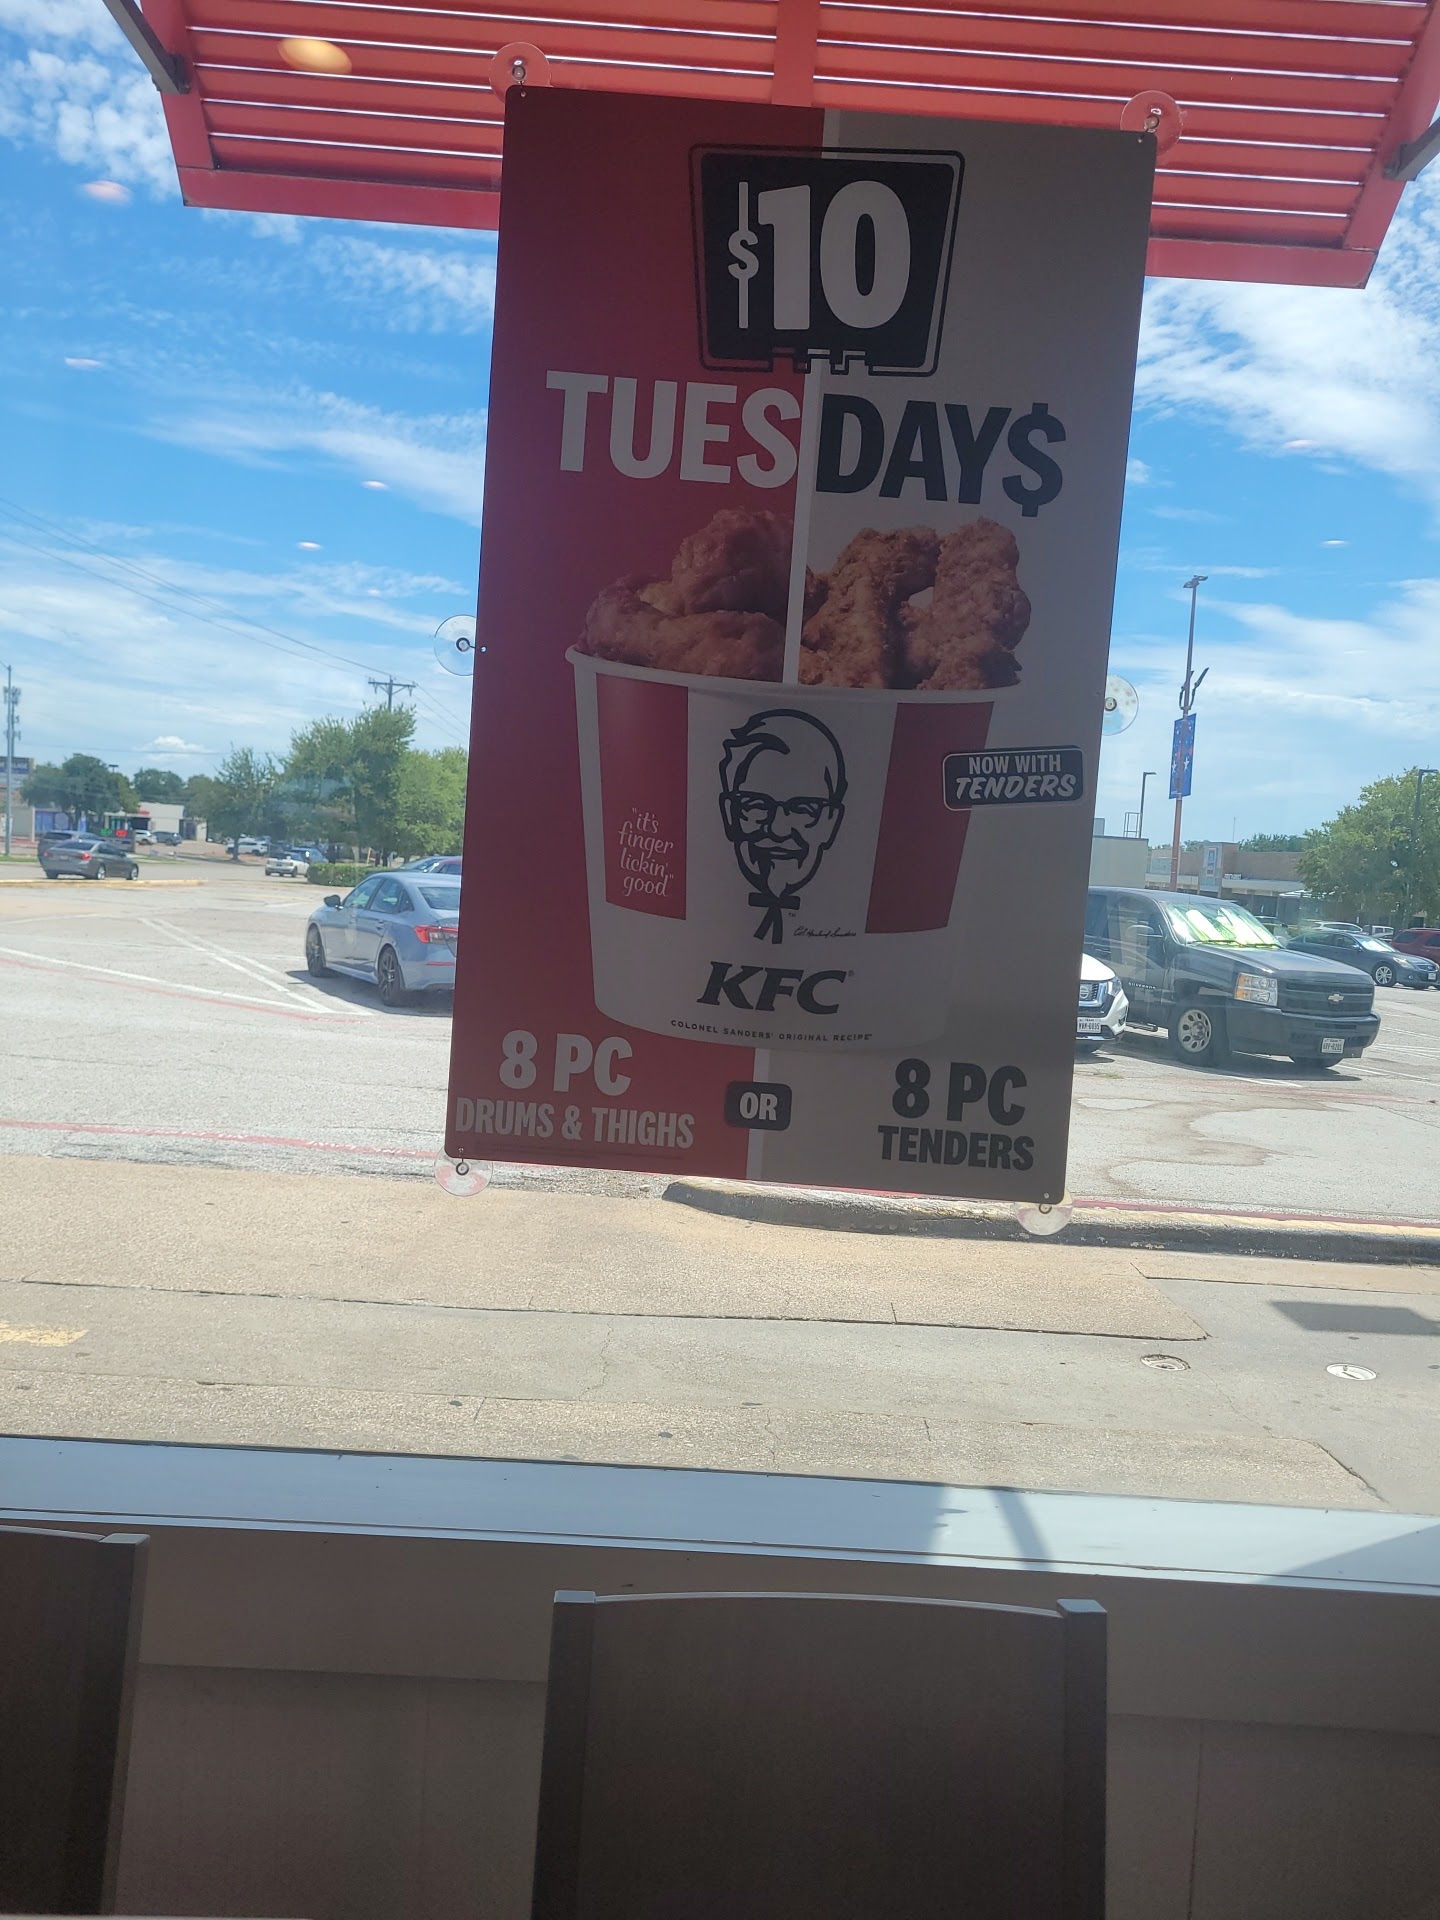 $10
TUESDAY$
"it's
finger
lickin'
good"
NOW WITH
TENDERS
KFC®
COLONEL SANDERS' ORIGINAL RECIPE®
8 PC
DRUMS & THIGHS
OR
8 PC
TENDERS